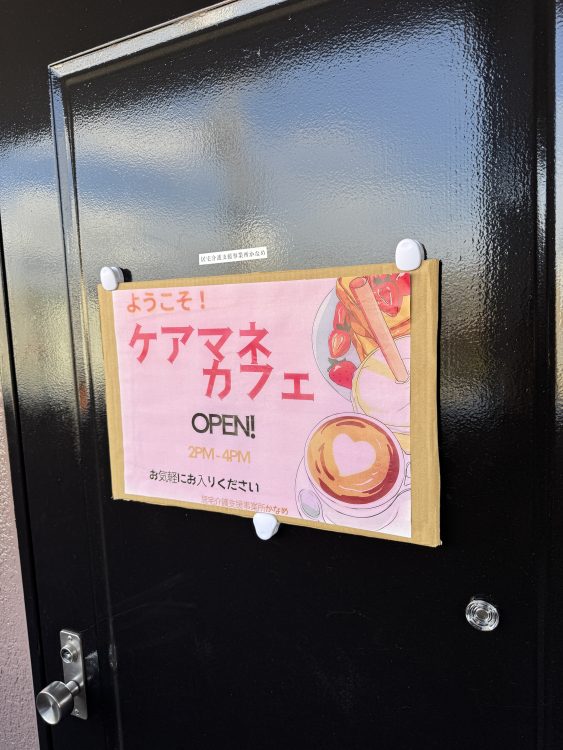 居宅介護支援事業所かなめ
ようこそ！
ケアマネ
カフェ
OPEN!
2PM-4PM
お気軽にお入りください
居宅介護支援事業所かなめ